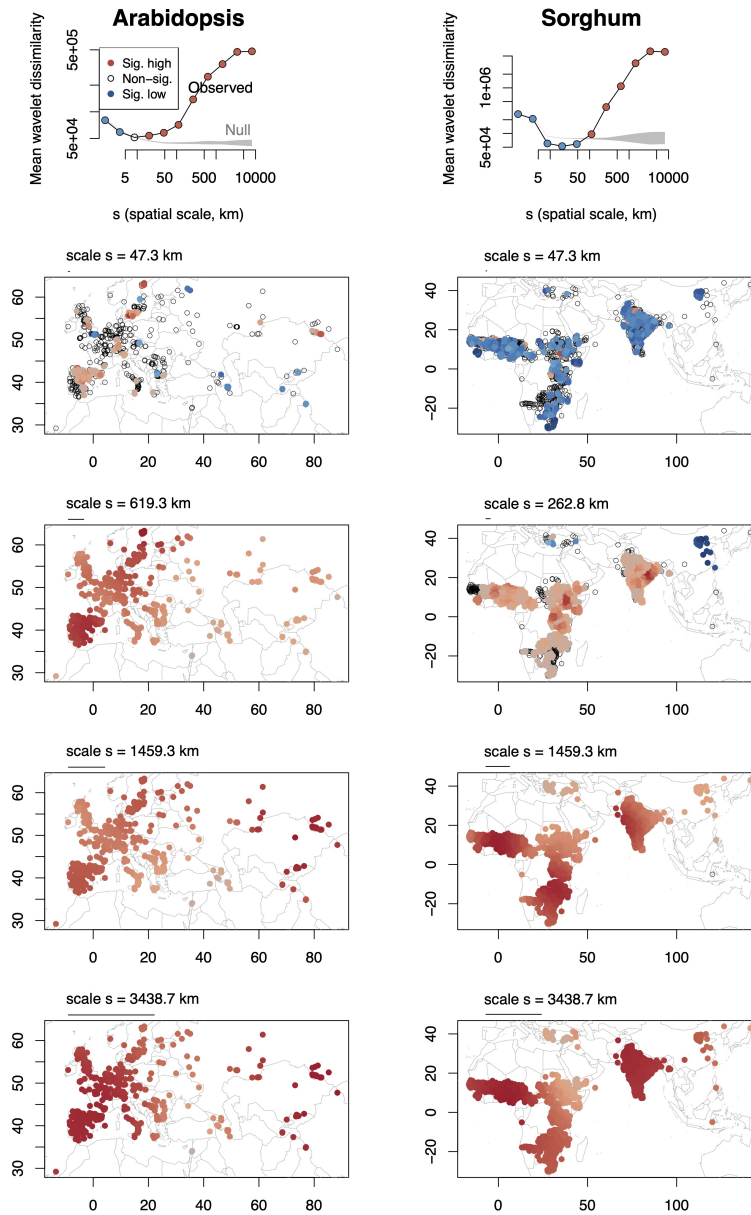 Arabidopsis
Sorghum
Mean wavelet dissimilarity
5e+05
5e+04
Sig. high
Non-sig.
Sig. low
Observed
Null
5 50 500 10000
s (spatial scale, km)
Mean wavelet dissimilarity
1e+06
5e+04
5 50 500 10000
s (spatial scale, km)
scale s = 47.3 km
60
50
40
30
0 20 40 60 80
scale s = 47.3 km
40
20
0
−20
0 50 100
scale s = 619.3 km
60
50
40
30
0 20 40 60 80
scale s = 262.8 km
40
20
0
−20
0 50 100
scale s = 1459.3 km
60
50
40
30
0 20 40 60 80
scale s = 1459.3 km
40
20
0
−20
0 50 100
scale s = 3438.7 km
60
50
40
30
0 20 40 60 80
scale s = 3438.7 km
40
20
0
−20
0 50 100